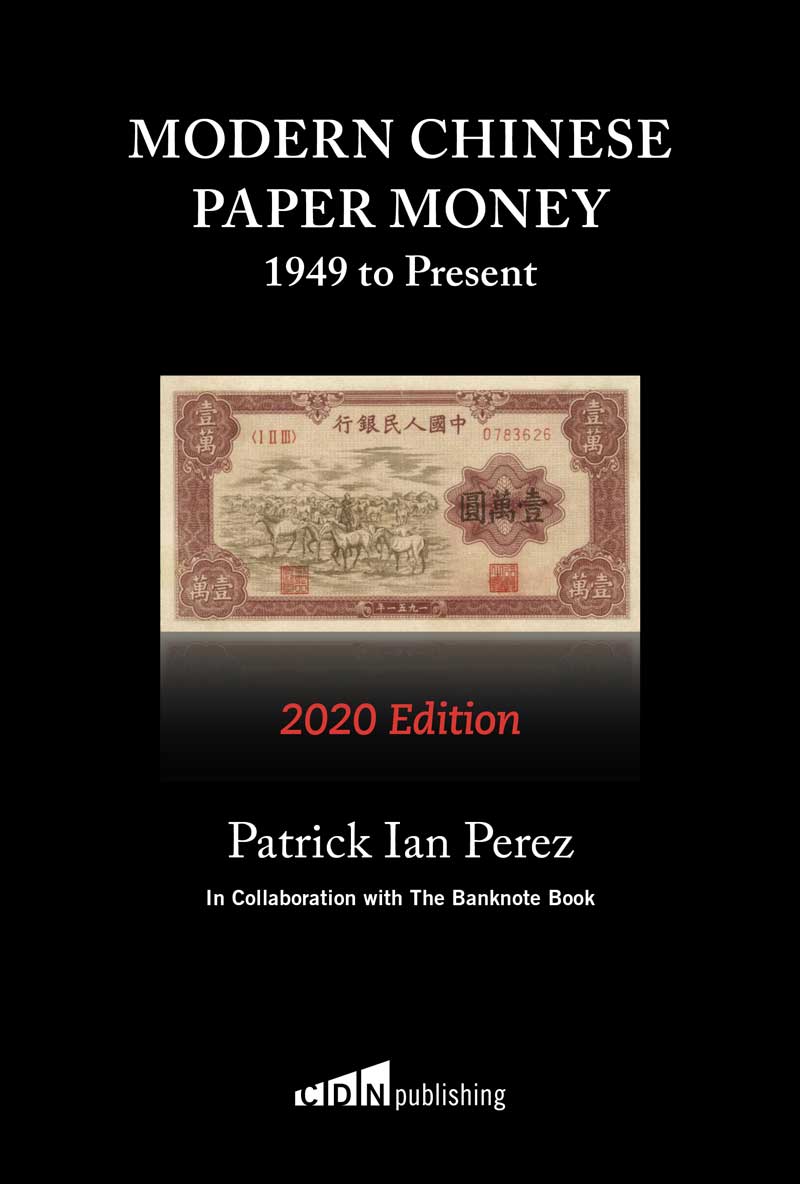 MODERN CHINESE
PAPER MONEY
1949 to Present
壹萬
壹萬
行銀民人國中
〈I II III〉
0783626
圓萬壹
萬壹
萬壹
年一五九一
2020 Edition
Patrick Ian Perez
In Collaboration with The Banknote Book
CDN publishing